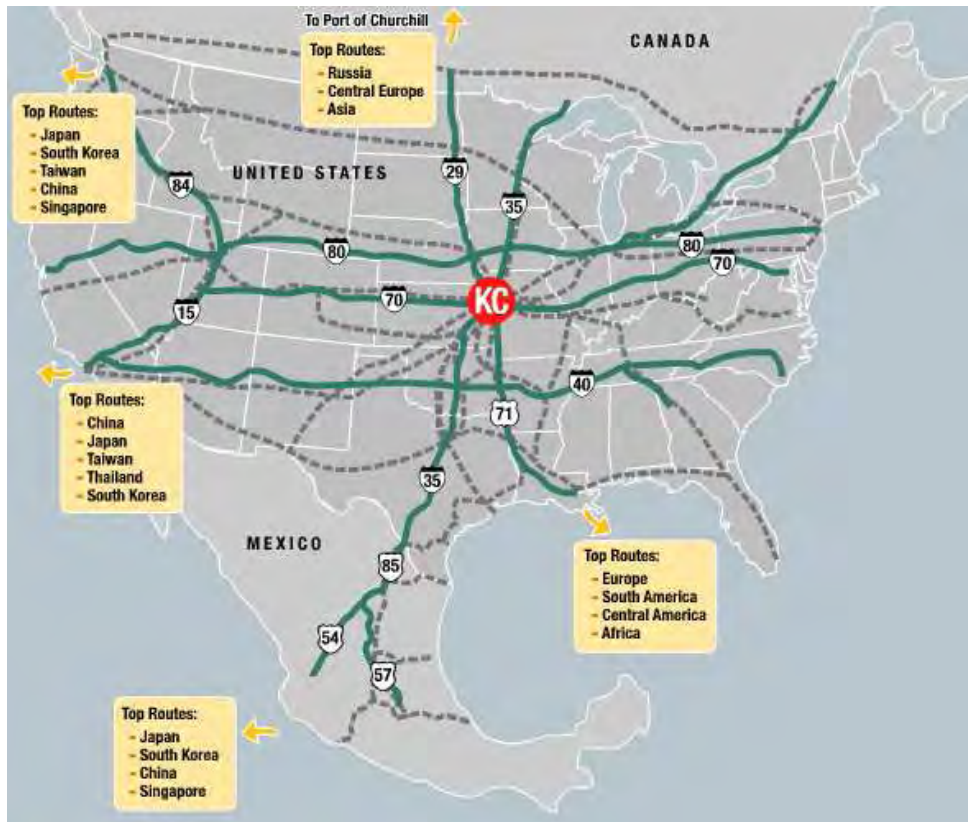 To Port of Churchill
Top Routes:
- Russia
- Central Europe
- Asia
CANADA
Top Routes:
- Japan
- South Korea
- Taiwan
- China
- Singapore
UNITED STATES
29
35
84
80
80
70
70
KC
15
40
71
35
Top Routes:
- China
- Japan
- Taiwan
- Thailand
- South Korea
MEXICO
85
54
57
Top Routes:
- Europe
- South America
- Central America
- Africa
Top Routes:
- Japan
- South Korea
- China
- Singapore